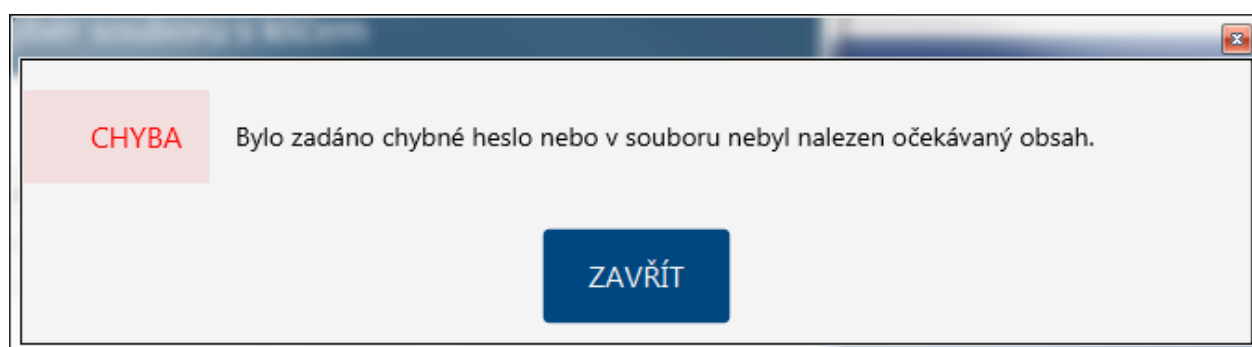 CHYBA
Bylo zadáno chybné heslo nebo v souboru nebyl nalezen očekávaný obsah.
ZAVŘÍT